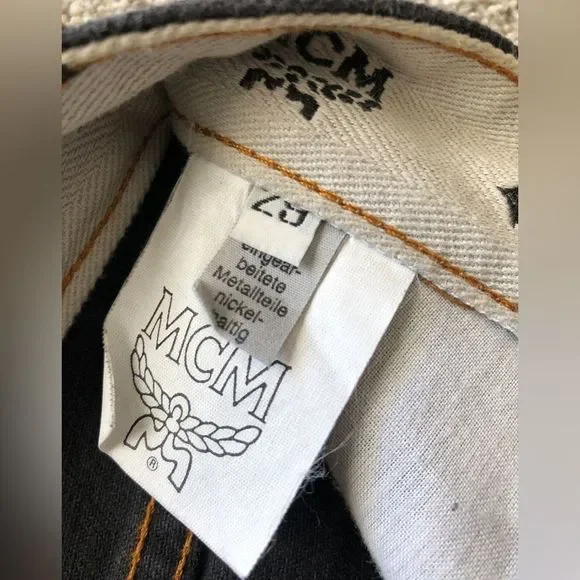 MCM
29
eingear-
beitete
Metallteile
nickel-
haltig
MCM
®